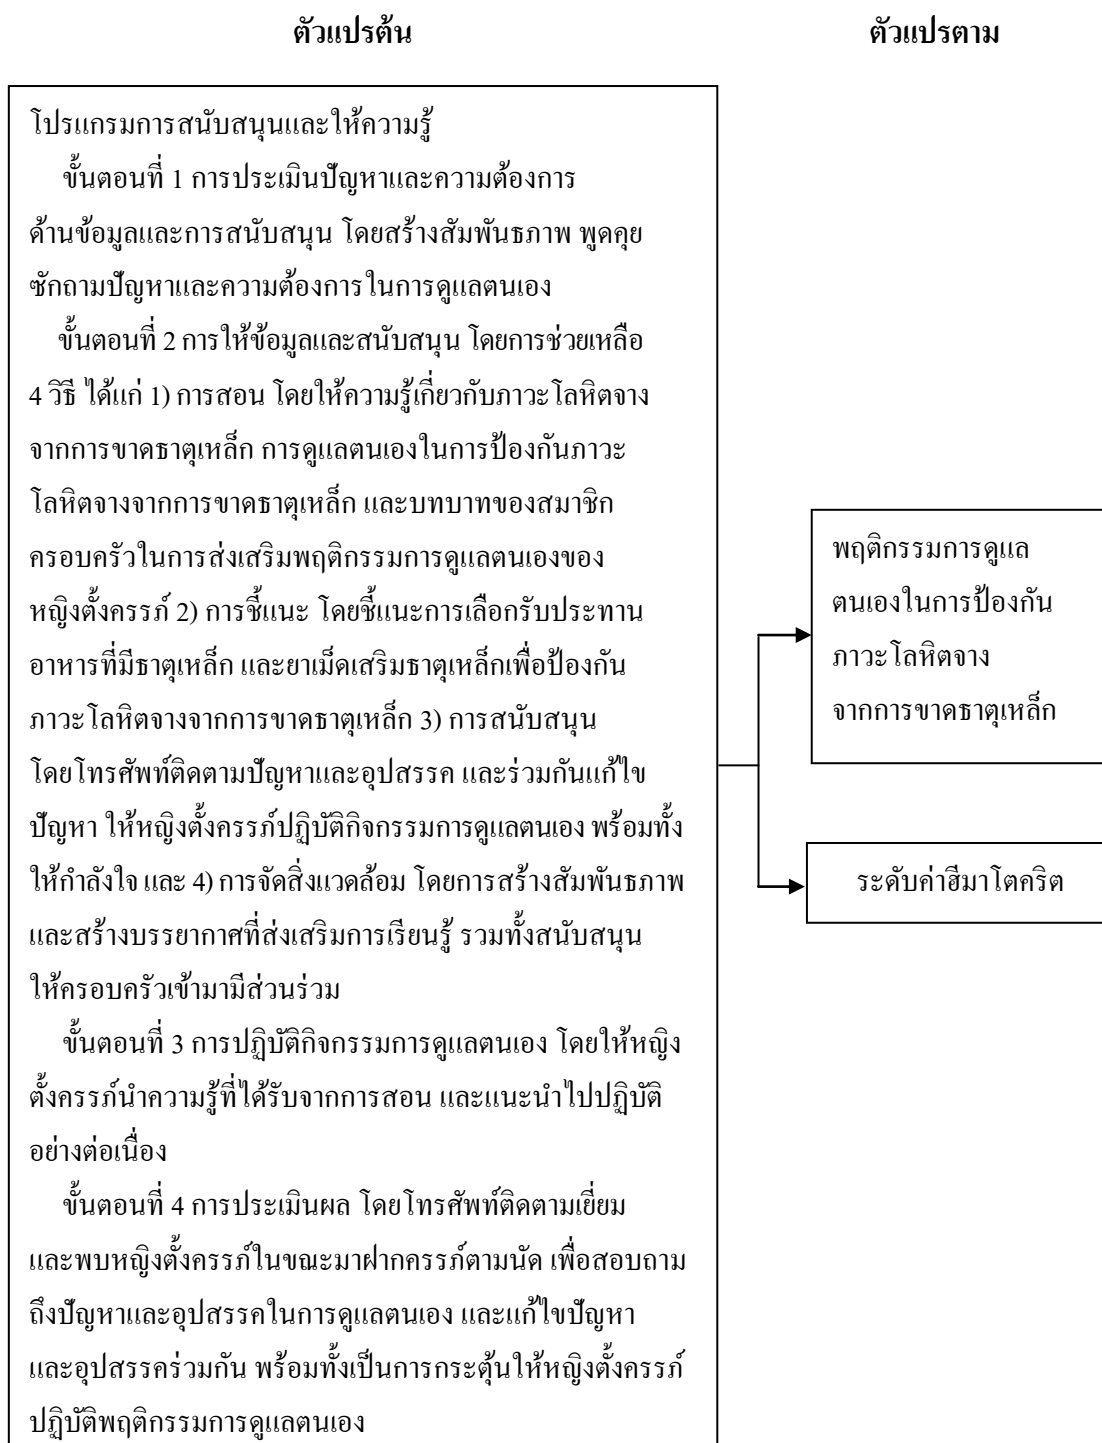 ตัวแปรต้น
ตัวแปรตาม
โปรแกรมการสนับสนุนและให้ความรู้
ขั้นตอนที่ 1 การประเมินปัญหาและความต้องการ
ด้านข้อมูลและการสนับสนุน โดยสร้างสัมพันธภาพ พูดคุย
ซักถามปัญหาและความต้องการในการดูแลตนเอง
ขั้นตอนที่ 2 การให้ข้อมูลและสนับสนุน โดยการช่วยเหลือ
4 วิธี ได้แก่ 1) การสอน โดยให้ความรู้เกี่ยวกับภาวะโลหิตจาง
จากการขาดธาตุเหล็ก การดูแลตนเองในการป้องกันภาวะ
โลหิตจางจากการขาดธาตุเหล็ก และบทบาทของสมาชิก
ครอบครัวในการส่งเสริมพฤติกรรมการดูแลตนเองของ
หญิงตั้งครรภ์ 2) การชี้แนะ โดยชี้แนะการเลือกรับประทาน
อาหารที่มีธาตุเหล็ก และยาเม็ดเสริมธาตุเหล็กเพื่อป้องกัน
ภาวะโลหิตจางจากการขาดธาตุเหล็ก 3) การสนับสนุน
โดยโทรศัพท์ติดตามปัญหาและอุปสรรค และร่วมกันแก้ไข
ปัญหา ให้หญิงตั้งครรภ์ปฏิบัติกิจกรรมการดูแลตนเอง พร้อมทั้ง
ให้กำลังใจ และ 4) การจัดสิ่งแวดล้อม โดยการสร้างสัมพันธภาพ
และสร้างบรรยากาศที่ส่งเสริมการเรียนรู้ รวมทั้งสนับสนุน
ให้ครอบครัวเข้ามามีส่วนร่วม
ขั้นตอนที่ 3 การปฏิบัติกิจกรรมการดูแลตนเอง โดยให้หญิง
ตั้งครรภ์นำความรู้ที่ได้รับจากการสอน และแนะนำไปปฏิบัติ
อย่างต่อเนื่อง
ขั้นตอนที่ 4 การประเมินผล โดยโทรศัพท์ติดตามเยี่ยม
และพบหญิงตั้งครรภ์ในขณะมาฝากครรภ์ตามนัด เพื่อสอบถาม
ถึงปัญหาและอุปสรรคในการดูแลตนเอง และแก้ไขปัญหา
และอุปสรรคร่วมกัน พร้อมทั้งเป็นการกระตุ้นให้หญิงตั้งครรภ์
ปฏิบัติพฤติกรรมการดูแลตนเอง
พฤติกรรมการดูแล
ตนเองในการป้องกัน
ภาวะโลหิตจาง
จากการขาดธาตุเหล็ก
ระดับค่าฮีมาโตคริต